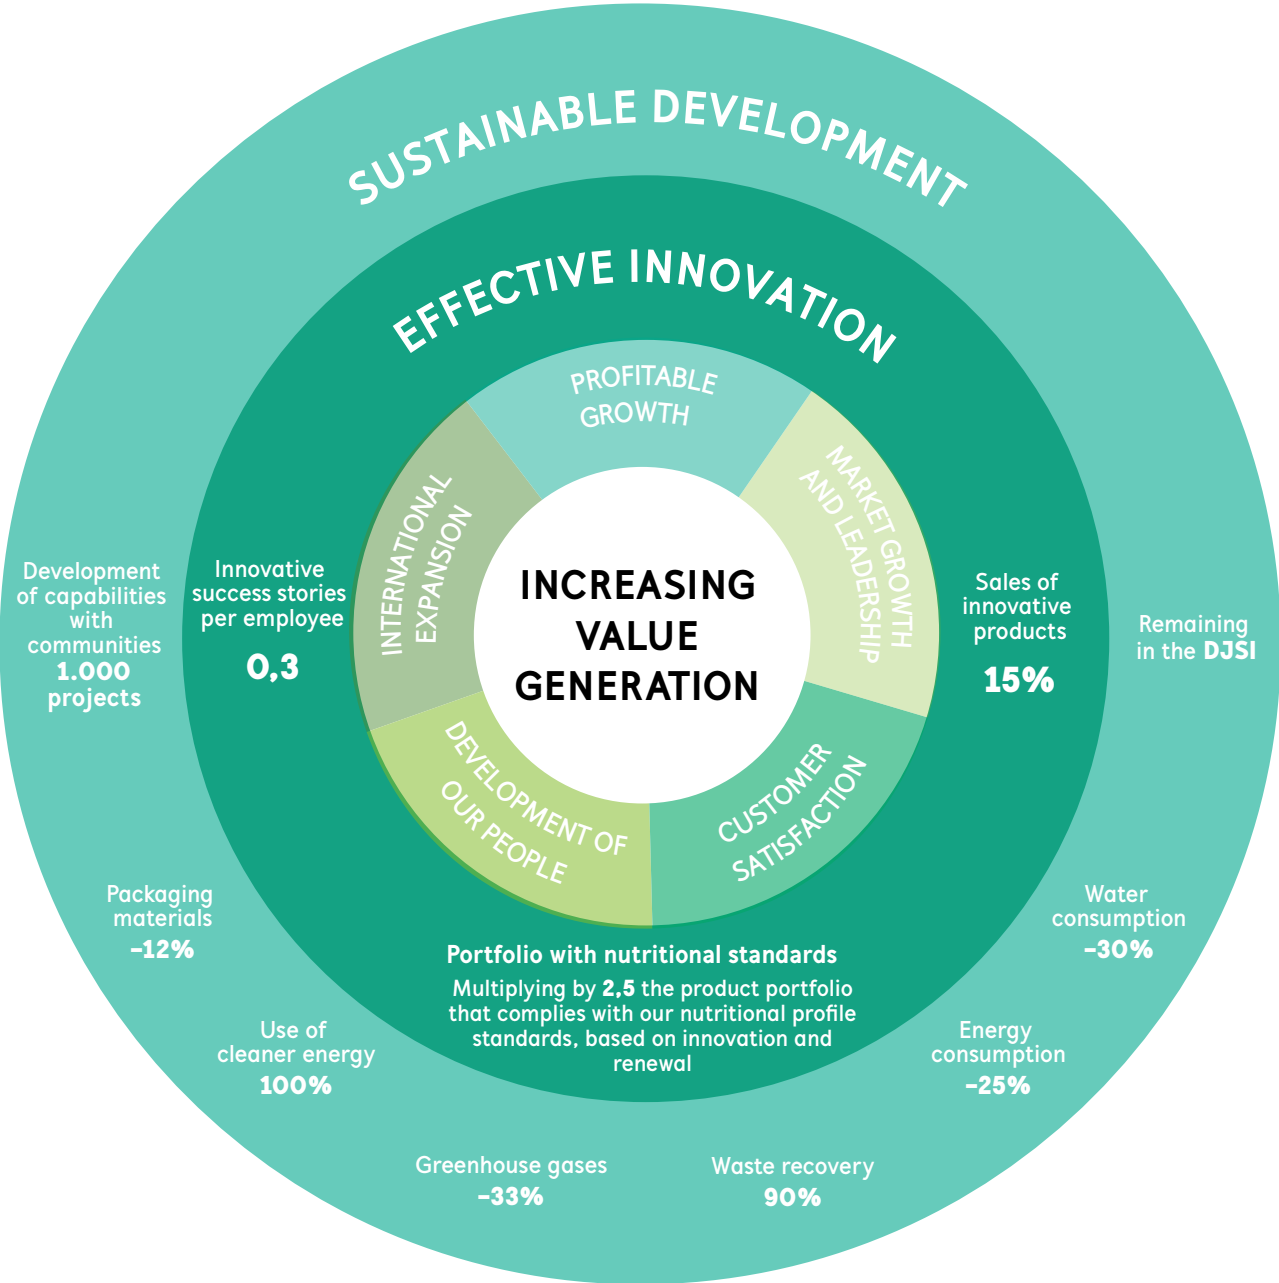 SUSTAINABLE DEVELOPMENT
EFFECTIVE INNOVATION
PROFITABLE
GROWTH
MARKET GROWTH
AND LEADERSHIP
CUSTOMER
SATISFACTION
DEVELOPMENT OF
OUR PEOPLE
INTERNATIONAL
EXPANSION
INCREASING
VALUE
GENERATION
Development
of capabilities
with
communities
1.000
projects
Innovative
success stories
per employee
0,3
Sales of
innovative
products
15%
Remaining
in the DJSI
Packaging
materials
-12%
Water
consumption
-30%
Portfolio with nutritional standards
Multiplying by 2,5 the product portfolio
that complies with our nutritional profile
standards, based on innovation and
renewal
Use of
cleaner energy
100%
Energy
consumption
-25%
Greenhouse gases
-33%
Waste recovery
90%